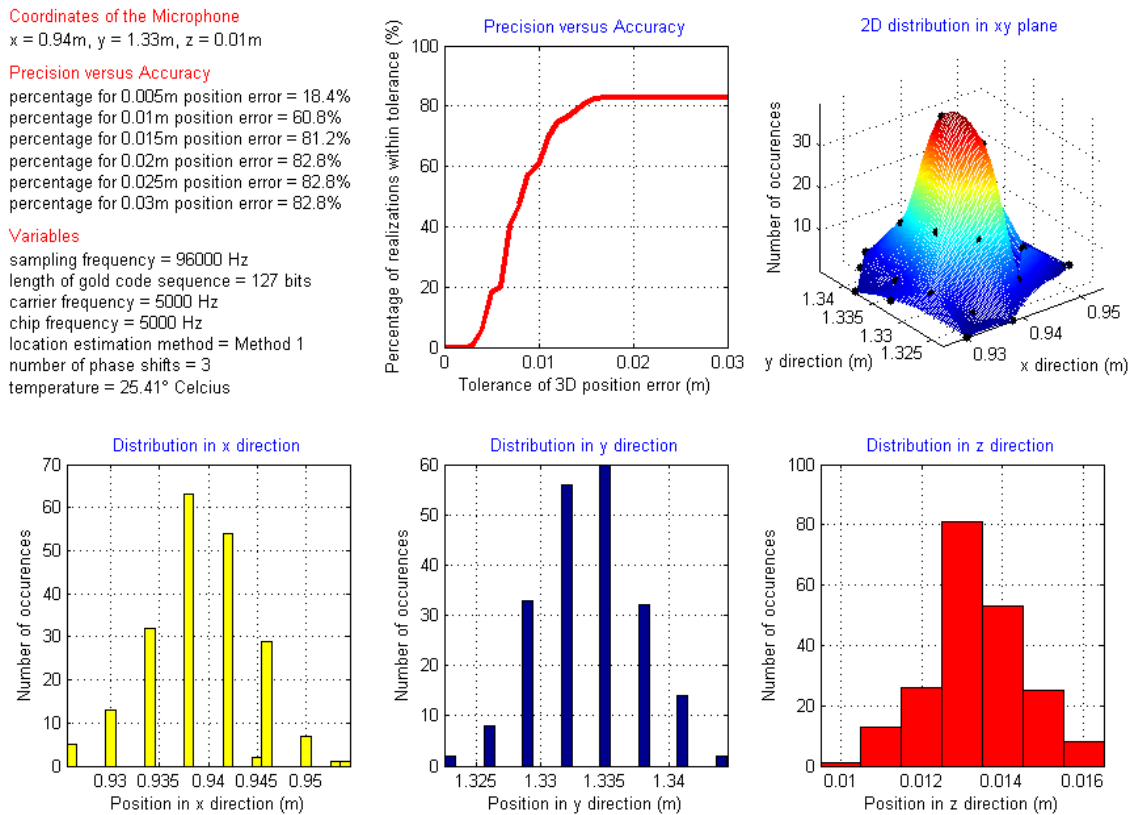 Coordinates of the Microphone
x = 0.94m, y = 1.33m, z = 0.01m
Precision versus Accuracy
percentage for 0.005m position error = 18.4%
percentage for 0.01m position error = 60.8%
percentage for 0.015m position error = 81.2%
percentage for 0.02m position error = 82.8%
percentage for 0.025m position error = 82.8%
percentage for 0.03m position error = 82.8%
Variables
sampling frequency = 96000 Hz
length of gold code sequence = 127 bits
carrier frequency = 5000 Hz
chip frequency = 5000 Hz
location estimation method = Method 1
number of phase shifts = 3
temperature = 25.41° Celcius
Precision versus Accuracy
Percentage of realizations within tolerance (%)
100
80
60
40
20
0
0 0.01 0.02 0.03
Tolerance of 3D position error (m)
2D distribution in xy plane
Number of occurences
30
20
10
1.34
1.335
1.33
1.325
y direction (m)
0.93
0.94
0.95
x direction (m)
Distribution in x direction
Number of occurences
70
60
50
40
30
20
10
0
0.93 0.935 0.94 0.945 0.95
Position in x direction (m)
Distribution in y direction
Number of occurences
60
50
40
30
20
10
0
1.325 1.33 1.335 1.34
Position in y direction (m)
Distribution in z direction
Number of occurences
100
80
60
40
20
0
0.01 0.012 0.014 0.016
Position in z direction (m)